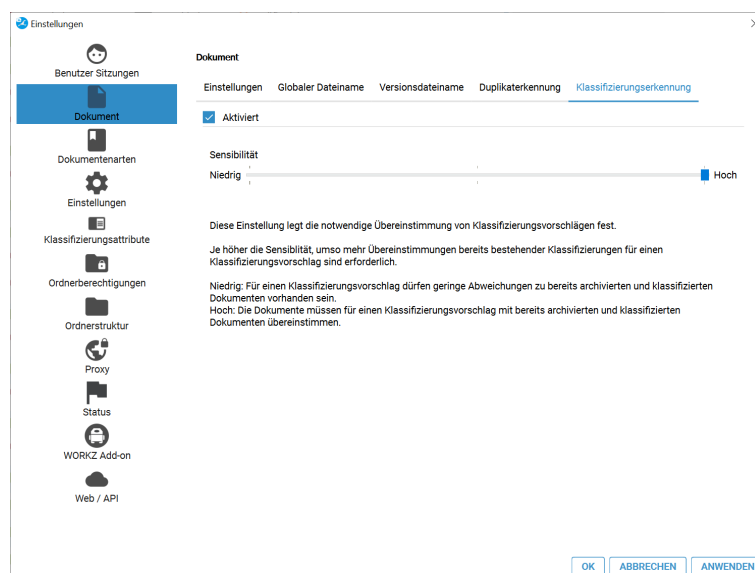 Einstellungen
Benutzer Sitzungen
Dokument
Dokumentenarten
Einstellungen
Klassifizierungsattribute
Ordnerberechtigungen
Ordnerstruktur
Proxy
Status
WORKZ Add-on
Web / API
Dokument
Einstellungen Globaler Dateiname Versionsdateiname Duplikaterkennung Klassifizierungserkennung
Aktiviert
Sensibilität
Niedrig Hoch
Diese Einstellung legt die notwendige Übereinstimmung von Klassifizierungsvorschlägen fest.
Je höher die Sensiblität, umso mehr Übereinstimmungen bereits bestehender Klassifizierungen für einen
Klassifizierungsvorschlag sind erforderlich.
Niedrig: Für einen Klassifizierungsvorschlag dürfen geringe Abweichungen zu bereits archivierten und klassifizierten
Dokumenten vorhanden sein.
Hoch: Die Dokumente müssen für einen Klassifizierungsvorschlag mit bereits archivierten und klassifizierten
Dokumenten übereinstimmen.
OK ABBRECHEN ANWENDEN